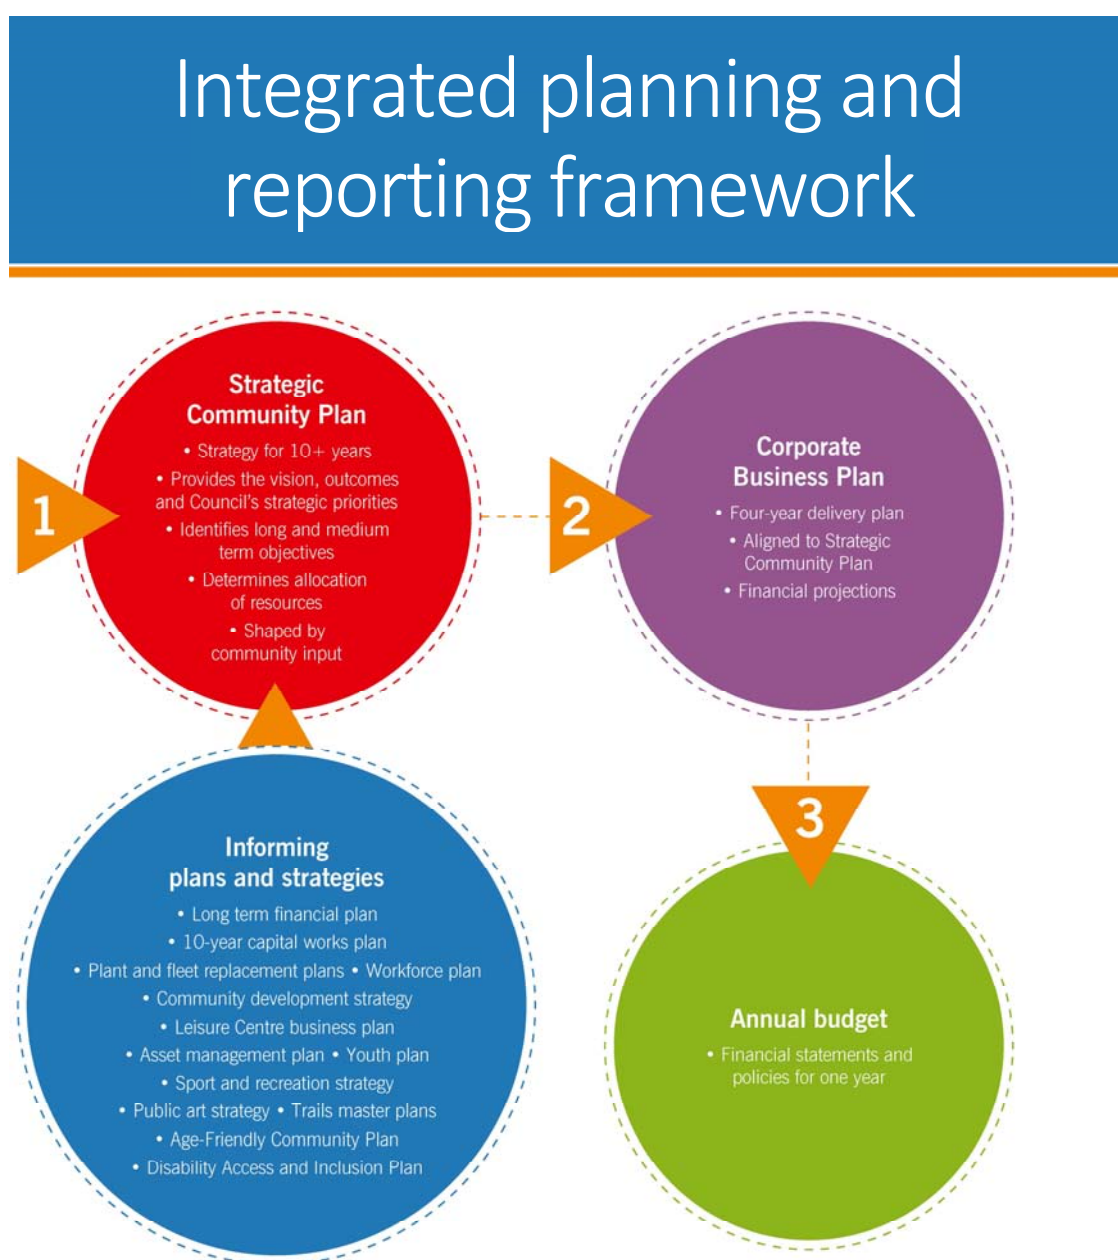 Integrated planning and
reporting framework
1
Strategic
Community Plan
• Strategy for 10+ years
• Provides the vision, outcomes
and Council's strategic priorities
• Identifies long and medium
term objectives
• Determines allocation
of resources
• Shaped by
community input
2
Corporate
Business Plan
• Four-year delivery plan
• Aligned to Strategic
Community Plan
• Financial projections
Informing
plans and strategies
• Long term financial plan
• 10-year capital works plan
• Plant and fleet replacement plans • Workforce plan
• Community development strategy
• Leisure Centre business plan
• Asset management plan • Youth plan
• Sport and recreation strategy
• Public art strategy • Trails master plans
• Age-Friendly Community Plan
• Disability Access and Inclusion Plan
3
Annual budget
• Financial statements and
policies for one year